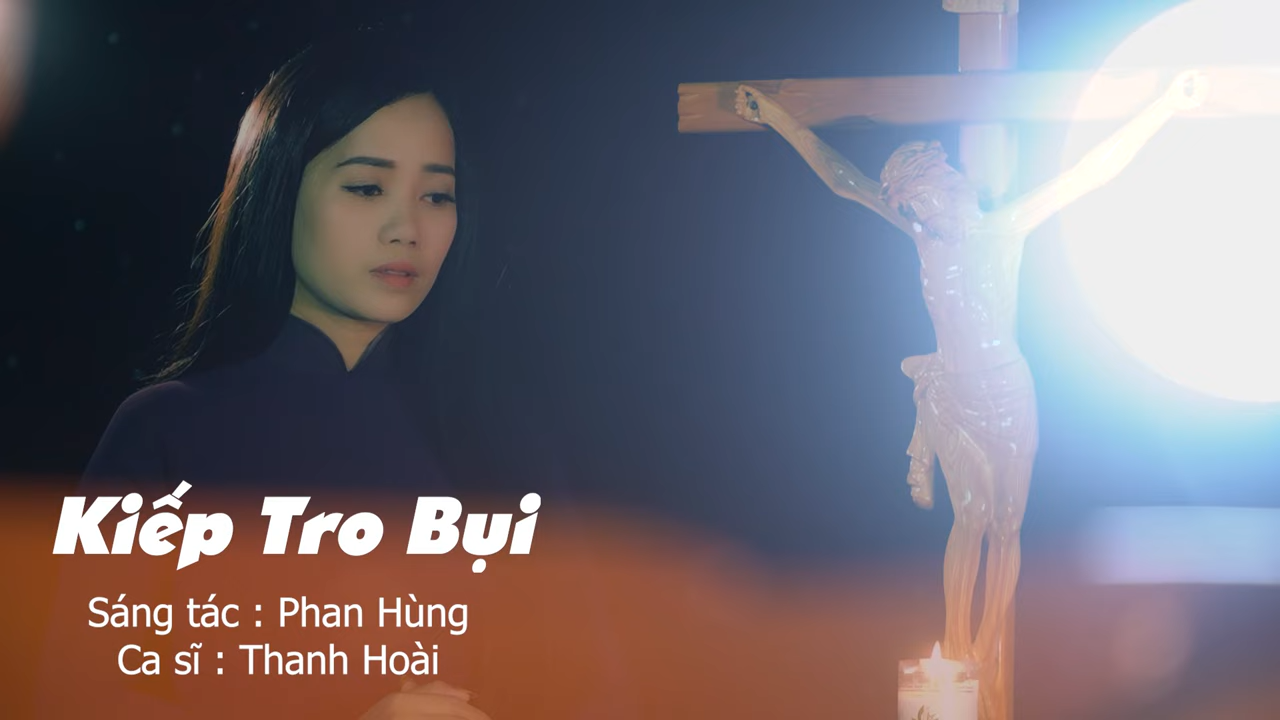 Kiếp Tro Bụi
Sáng tác : Phan Hùng
Ca sĩ : Thanh Hoài